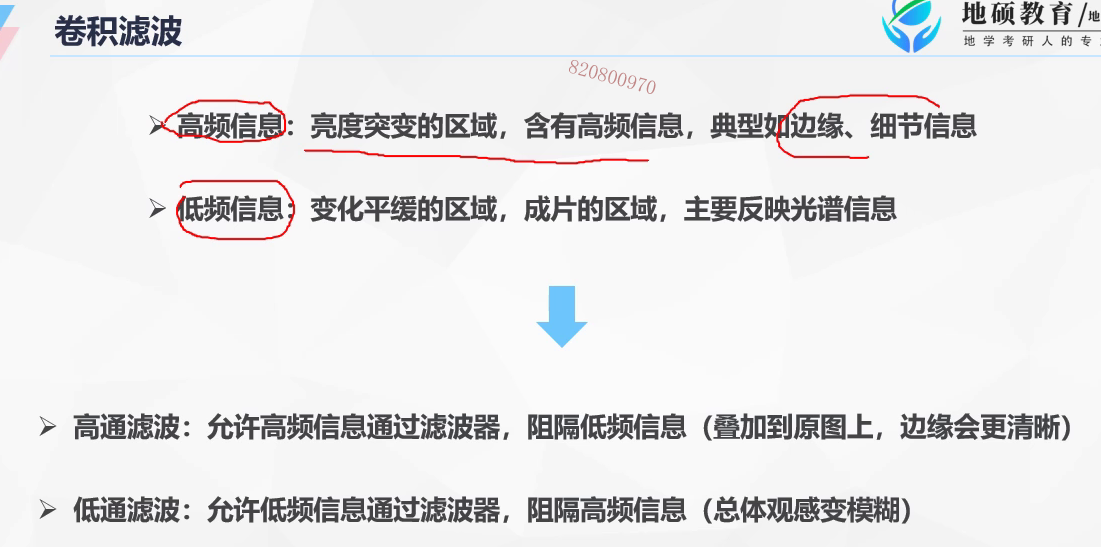 卷积滤波
地硕教育/地
地学考研人的专
820800970
高频信息：亮度突变的区域，含有高频信息，典型如边缘、细节信息
低频信息：变化平缓的区域，成片的区域，主要反映光谱信息
高通滤波：允许高频信息通过滤波器，阻隔低频信息（叠加到原图上，边缘会更清晰）
低通滤波：允许低频信息通过滤波器，阻隔高频信息（总体观感变模糊）